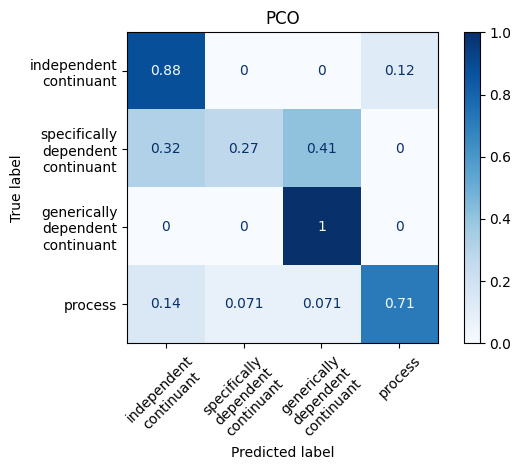 PCO
True label
independent
continuant
0.88 0 0 0.12
specifically
dependent
continuant
0.32 0.27 0.41 0
generically
dependent
continuant
0 0 1 0
process
0.14 0.071 0.071 0.71
independent
continuant
specifically
dependent
continuant
generically
dependent
continuant
process
Predicted label
1.0
0.8
0.6
0.4
0.2
0.0